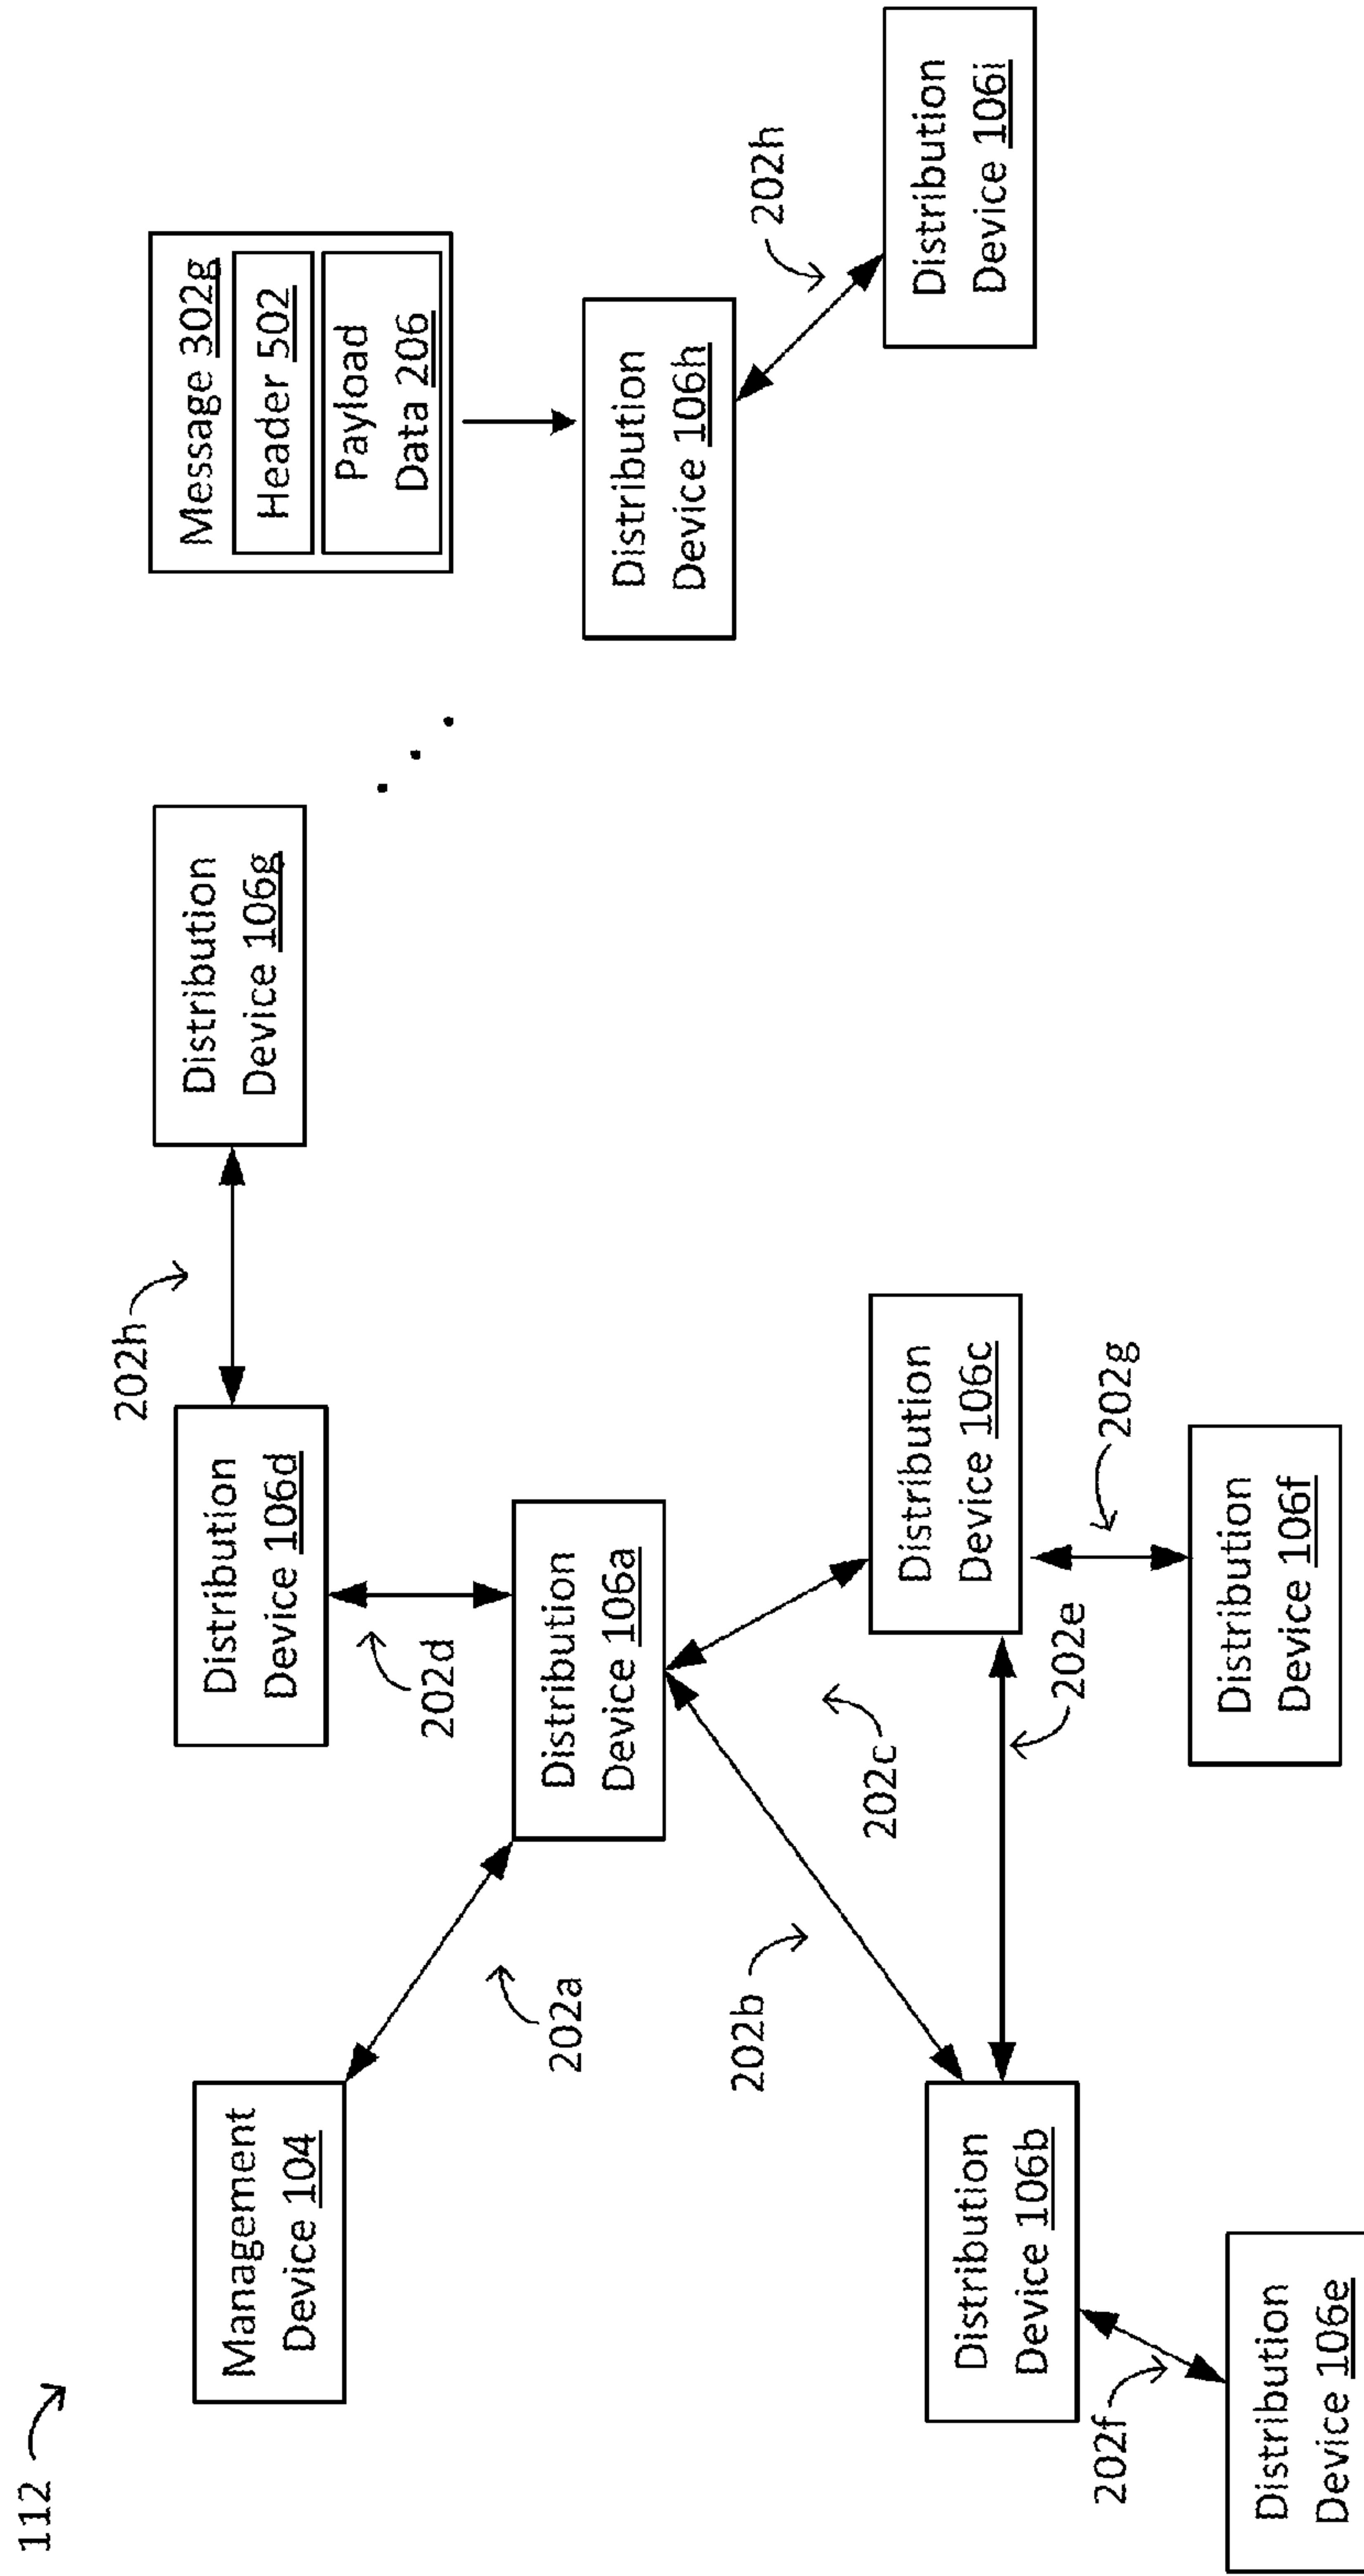 112
Management
Device 104
202a
Distribution
Device 106d
202h
Distribution
Device 106g
202d
Distribution
Device 106a
Message 302g
Header 502
Payload
Data 206
Distribution
Device 106h
202h
Distribution
Device 106i
202b
202c
Distribution
Device 106b
Distribution
Device 106c
202e
202f
202g
Distribution
Device 106e
Distribution
Device 106f